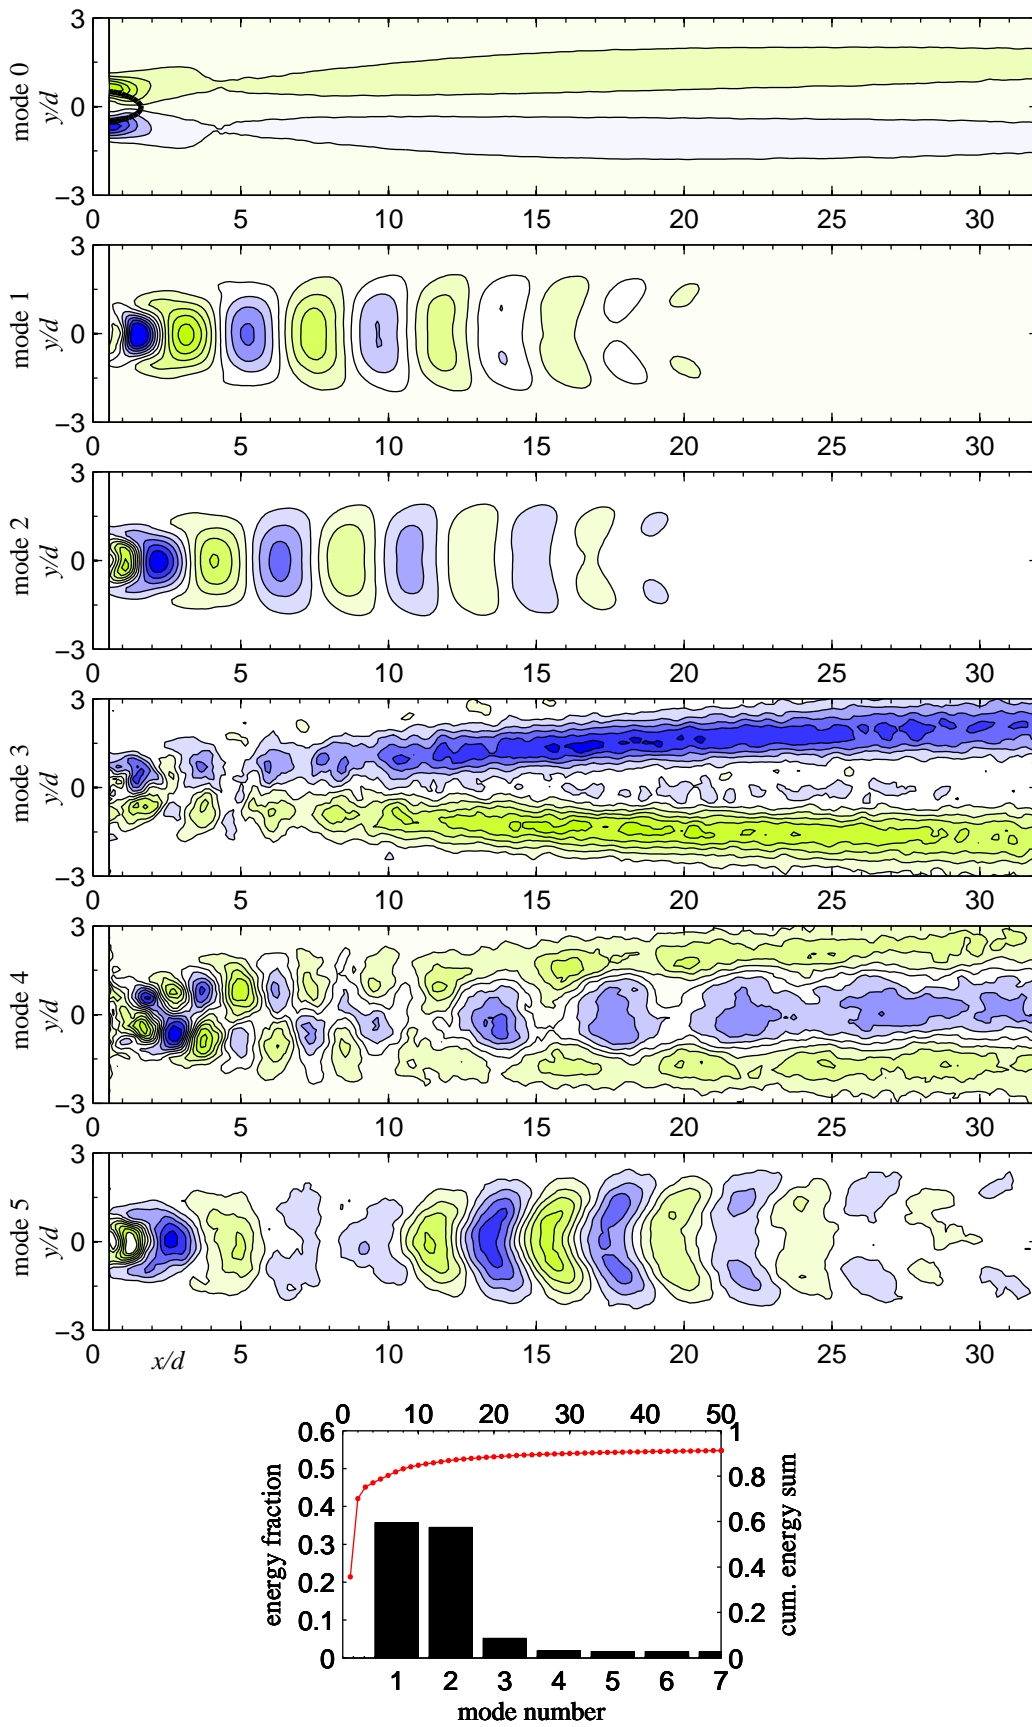 3
mode 0
y/d
0
−3
0 5 10 15 20 25 30
3
mode 1
y/d
0
−3
0 5 10 15 20 25 30
3
mode 2
y/d
0
−3
0 5 10 15 20 25 30
3
mode 3
y/d
0
−3
0 5 10 15 20 25 30
3
mode 4
y/d
0
−3
0 5 10 15 20 25 30
3
mode 5
y/d
0
−3
0 x/d 5 10 15 20 25 30
0 10 20 30 40 50
0.6 1
0.5
0.8
0.4
0.6
0.3
0.4
0.2
0.1 0.2
0 0
energy fraction
cum. energy sum
1 2 3 4 5 6 7
mode number